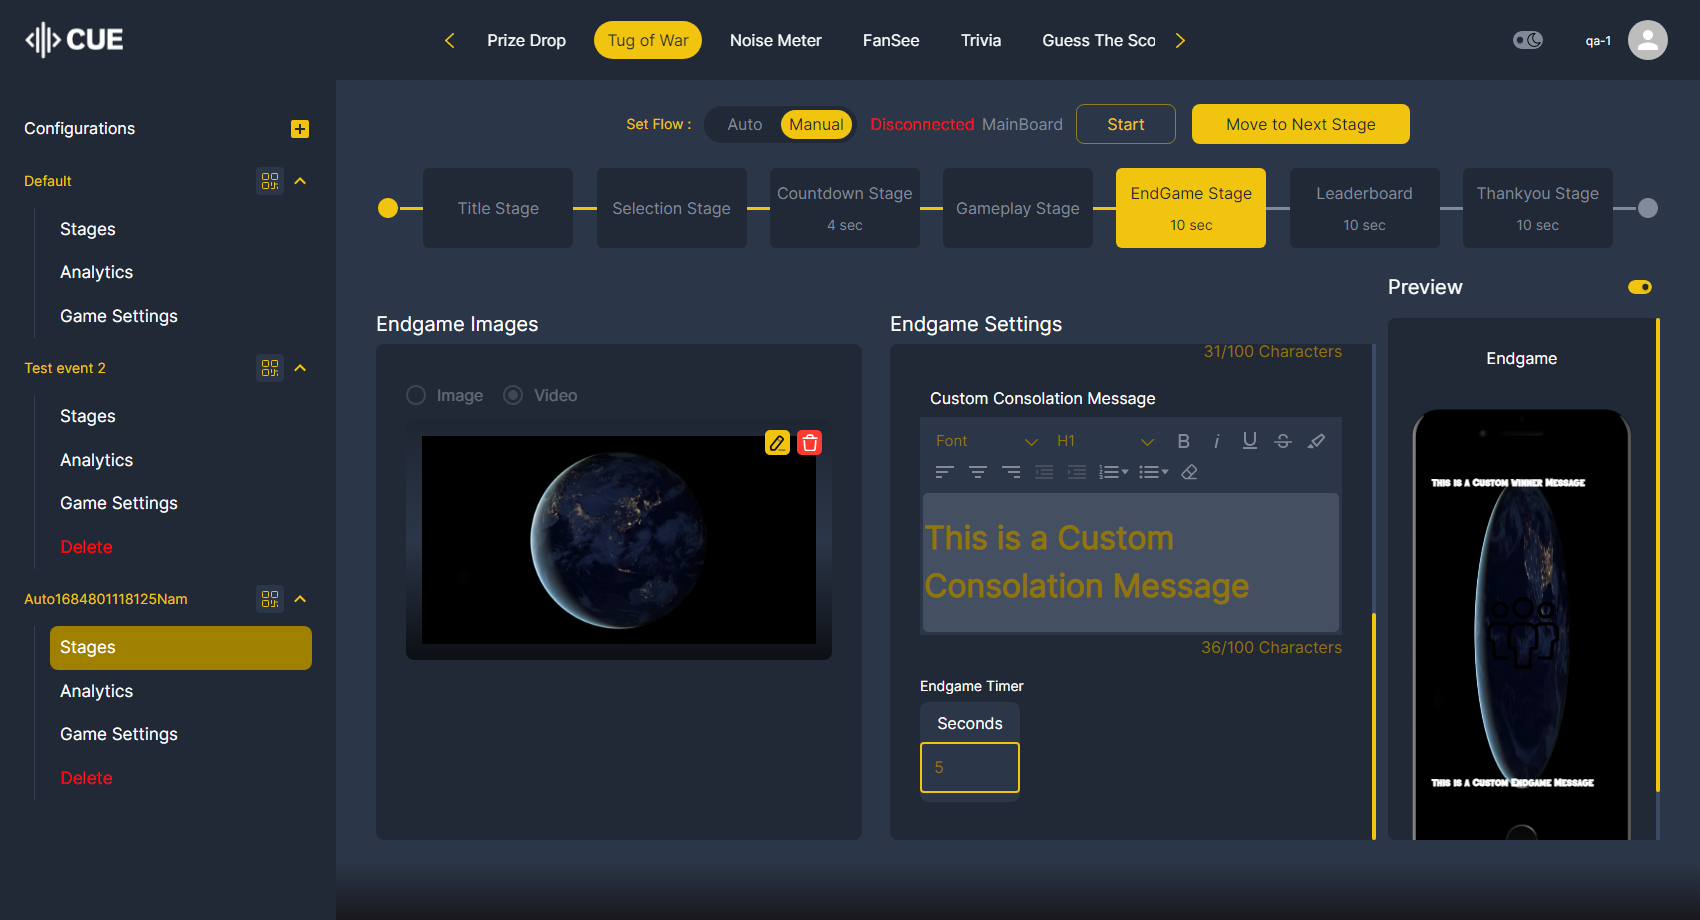 CUE
Prize Drop
Tug of War
Noise Meter
FanSee
Trivia
Guess The Sco
qa-1
Configurations
Default
Stages
Analytics
Game Settings
Test event 2
Stages
Analytics
Game Settings
Delete
Auto1684801118125Nam
Stages
Analytics
Game Settings
Delete
Set Flow :
Auto
Manual
Disconnected MainBoard
Start
Move to Next Stage
Title Stage
Selection Stage
Countdown Stage
4 sec
Gameplay Stage
EndGame Stage
10 sec
Leaderboard
10 sec
Thankyou Stage
10 sec
Endgame Images
Image
Video
Endgame Settings
31/100 Characters
Custom Consolation Message
Font
H1
B
i
U
S
This is a Custom
Consolation Message
36/100 Characters
Endgame Timer
Seconds
5
Preview
Endgame
This is a Custom Winner Message
This is a Custom Endgame Message